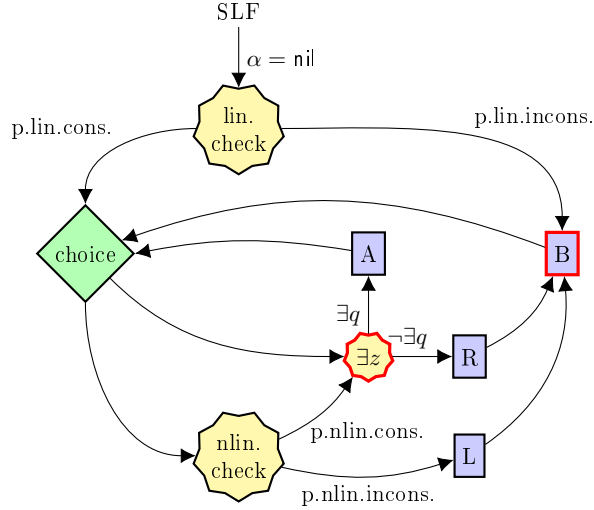 SLF
α = nil
p.lin.cons.
lin.
check
p.lin.incons.
choice
A
B
∃q
¬∃q
∃z
R
p.nlin.cons.
nlin.
check
L
p.nlin.incons.